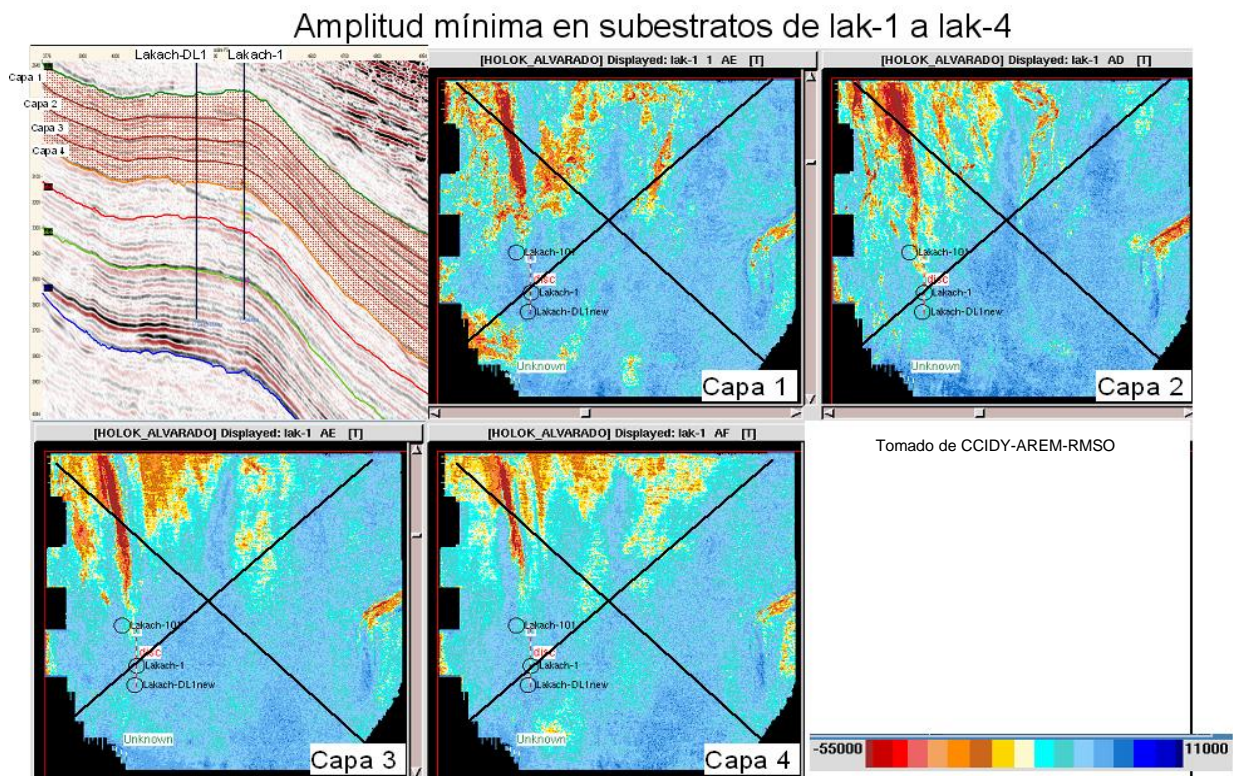 Amplitud mínima en subestratos de lak-1 a lak-4
Lakach-DL1 Lakach-1
Capa 1
Capa 2
Capa 3
Capa 4
[HOLOK_ALVARADO] Displayed: lak-1 1 AE [T]
Lakach-101
disc
Lakach-1
Lakach-DL1new
Unknown
Capa 1
[HOLOK_ALVARADO] Displayed: lak-1 AD [T]
Lakach-101
disc
Lakach-1
Lakach-DL1new
Unknown
Capa 2
[HOLOK_ALVARADO] Displayed: lak-1 AE [T]
Lakach-101
disc
Lakach-1
Lakach-DL1new
Unknown
Capa 3
[HOLOK_ALVARADO] Displayed: lak-1 AF [T]
Lakach-101
disc
Lakach-1
Lakach-DL1new
Unknown
Capa 4
Tomado de CCIDY-AREM-RMSO
-55000 11000